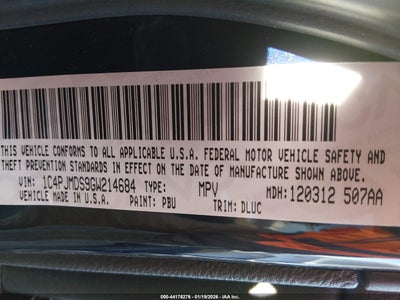 THIS VEHICLE CONFORMS TO ALL APPLICABLE U.S.A. FEDERAL MOTOR VEHICLE SAFETY AND
THEFT PREVENTION STANDARDS IN EFFECT ON THE DATE OF MANUFACTURE SHOWN ABOVE.
VIN: 1C4PJMDS9GW214684 TYPE: MPV MDH: 120312 507AA
VEHICLE MADE IN U.S.A. PAINT: PBU TRIM: DLUC
© 2026 - 44176276 - 01/19/2026 - IAA Inc.